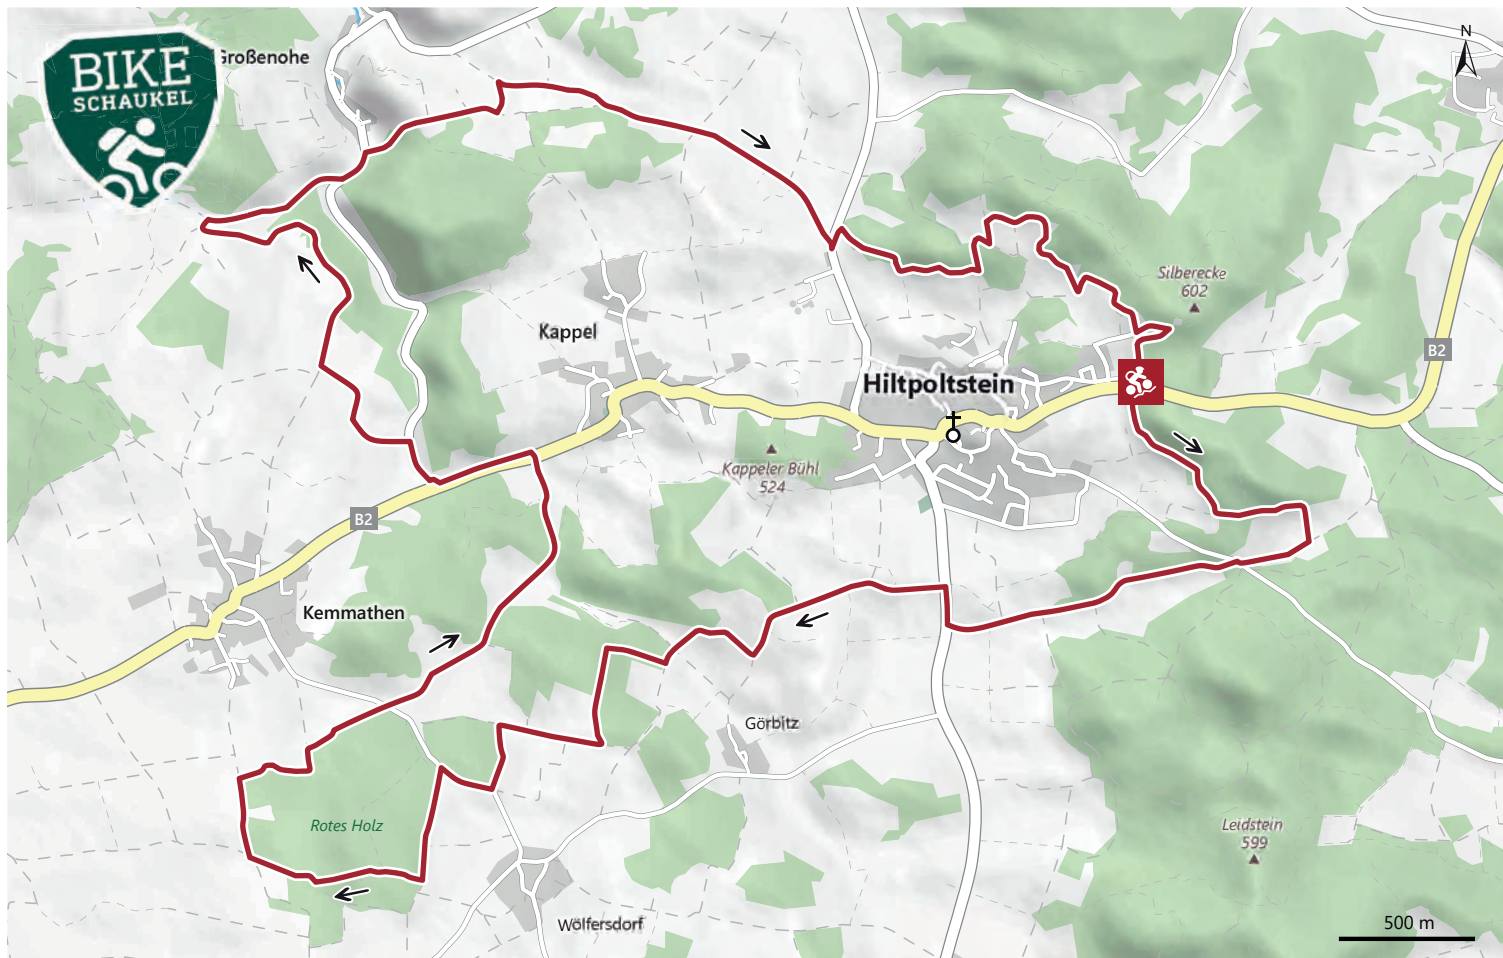 BIKE
SCHAUKEL
Großenohe
N
Silberecke
602
Kappel
B2
Hiltpoltstein
Kappeler Bühl
524
B2
Kemmathen
Görbitz
Rotes Holz
Leidstein
599
Wölfersdorf
500 m